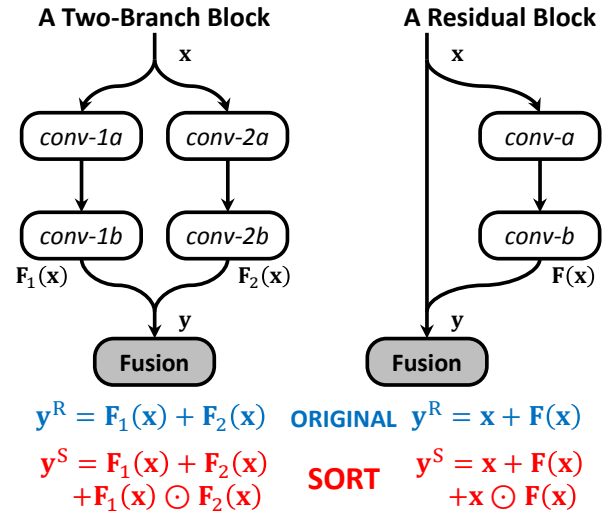 A Two-Branch Block
x
conv-1a
conv-2a
conv-1b
conv-2b
F₁(x)
F₂(x)
y
Fusion
yᴿ = F₁(x) + F₂(x)
A Residual Block
x
conv-a
conv-b
F(x)
y
Fusion
ORIGINAL
yᴿ = x + F(x)
yˢ = F₁(x) + F₂(x)
+F₁(x) ⊙ F₂(x)
SORT
yˢ = x + F(x)
+x ⊙ F(x)